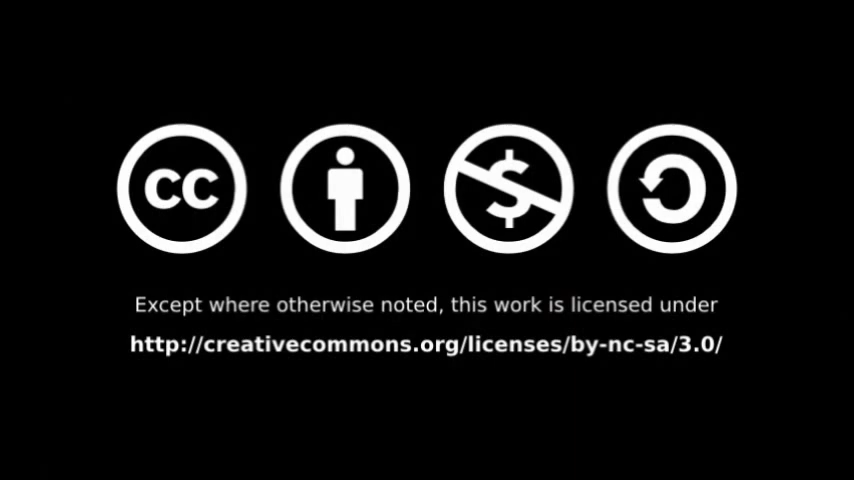 cc
Except where otherwise noted, this work is licensed under
http://creativecommons.org/licenses/by-nc-sa/3.0/